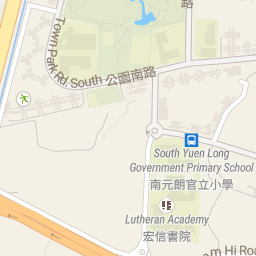 路
Town Park Rd South 公園南路
South Yuen Long
Government Primary School
南元朗官立小學
Lutheran Academy
宏信書院
m Hi Road